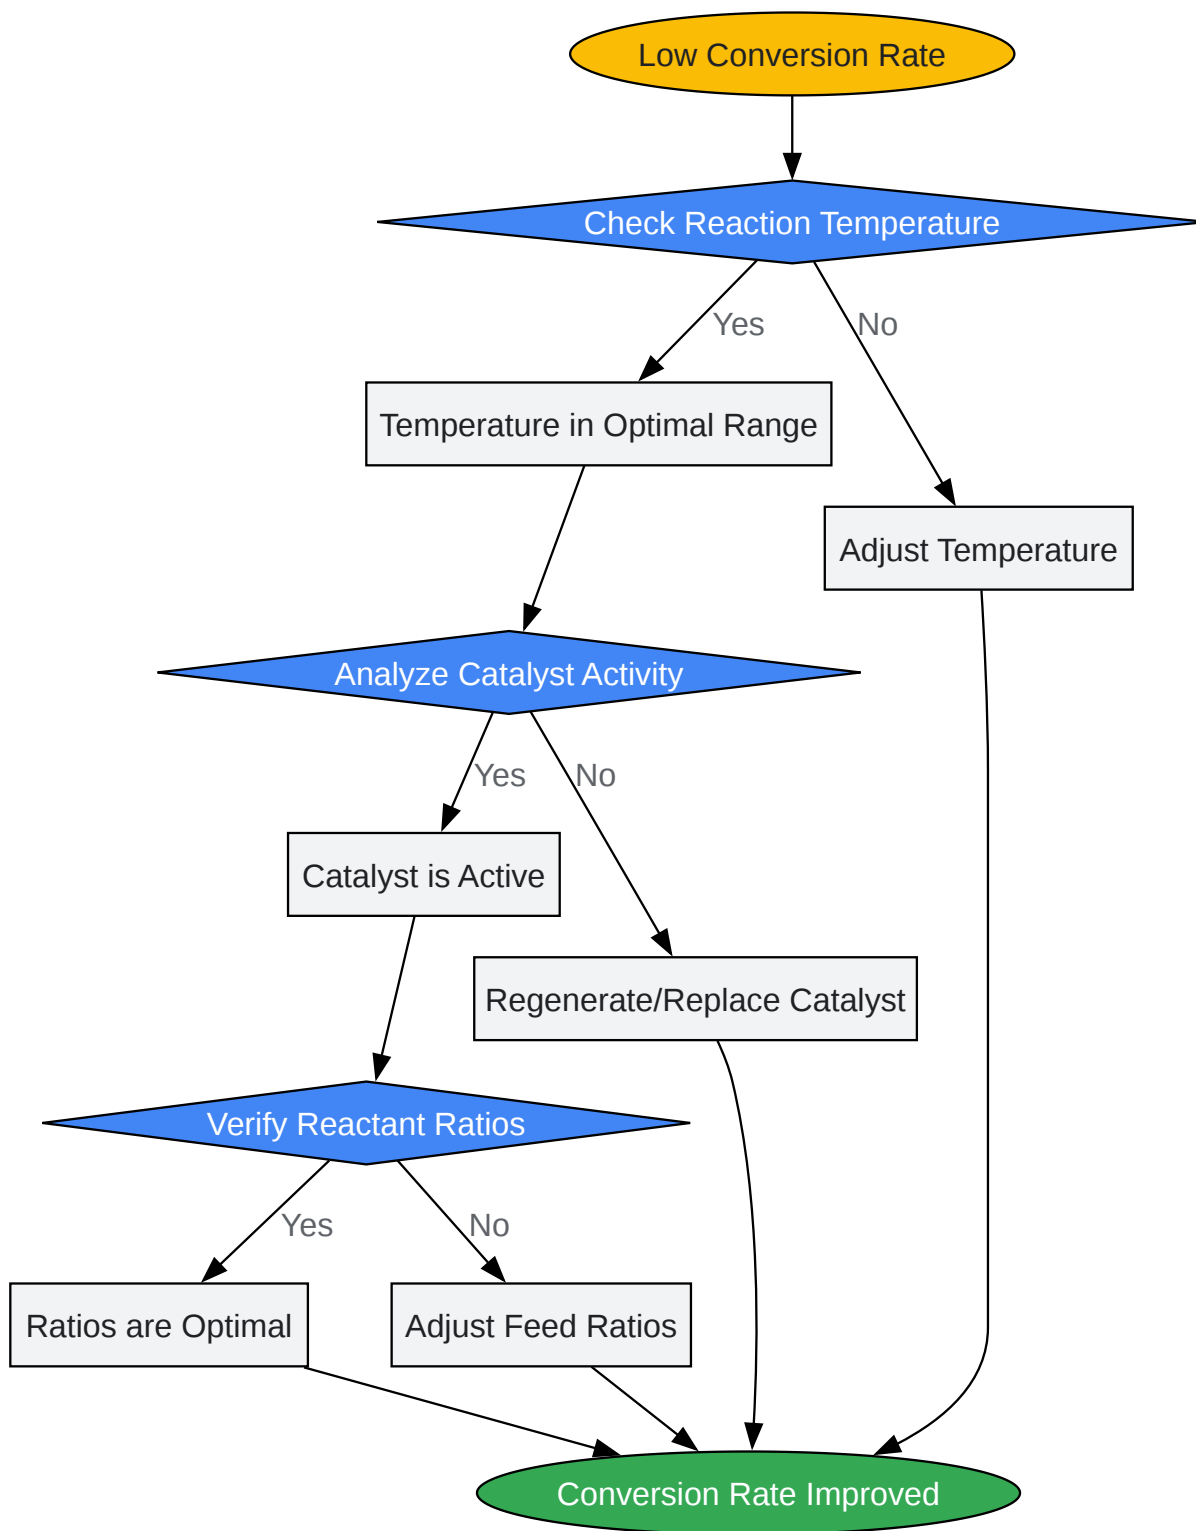 Low Conversion Rate
Check Reaction Temperature
Yes
No
Temperature in Optimal Range
Adjust Temperature
Analyze Catalyst Activity
Yes
No
Catalyst is Active
Regenerate/Replace Catalyst
Verify Reactant Ratios
Yes
No
Ratios are Optimal
Adjust Feed Ratios
Conversion Rate Improved